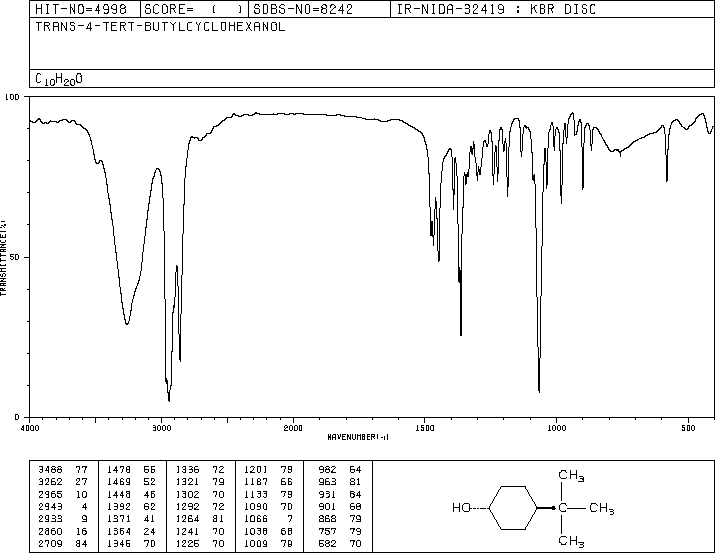 HIT-NO=4998 SCORE= ( ) SDBS-NO=8242 IR-NIDA-32419 : KBR DISC
TRANS-4-TERT-BUTYLCYCLOHEXANOL
C10H20O
100
50
0
TRANSMITTANCE(%)
4000 3000 2000 1500 1000 500
WAVENUMBER(-1)
3488 77 1478 56 1336 72 1201 79 982 64
3262 27 1469 52 1321 79 1187 66 963 81
2965 10 1448 46 1302 70 1133 79 931 84
2943 4 1392 62 1292 72 1090 70 901 68
2933 9 1371 41 1264 81 1066 7 868 79
2860 16 1364 24 1241 70 1038 68 757 79
2709 84 1346 70 1226 70 1009 79 582 70
CH3
HO CH3
CH3